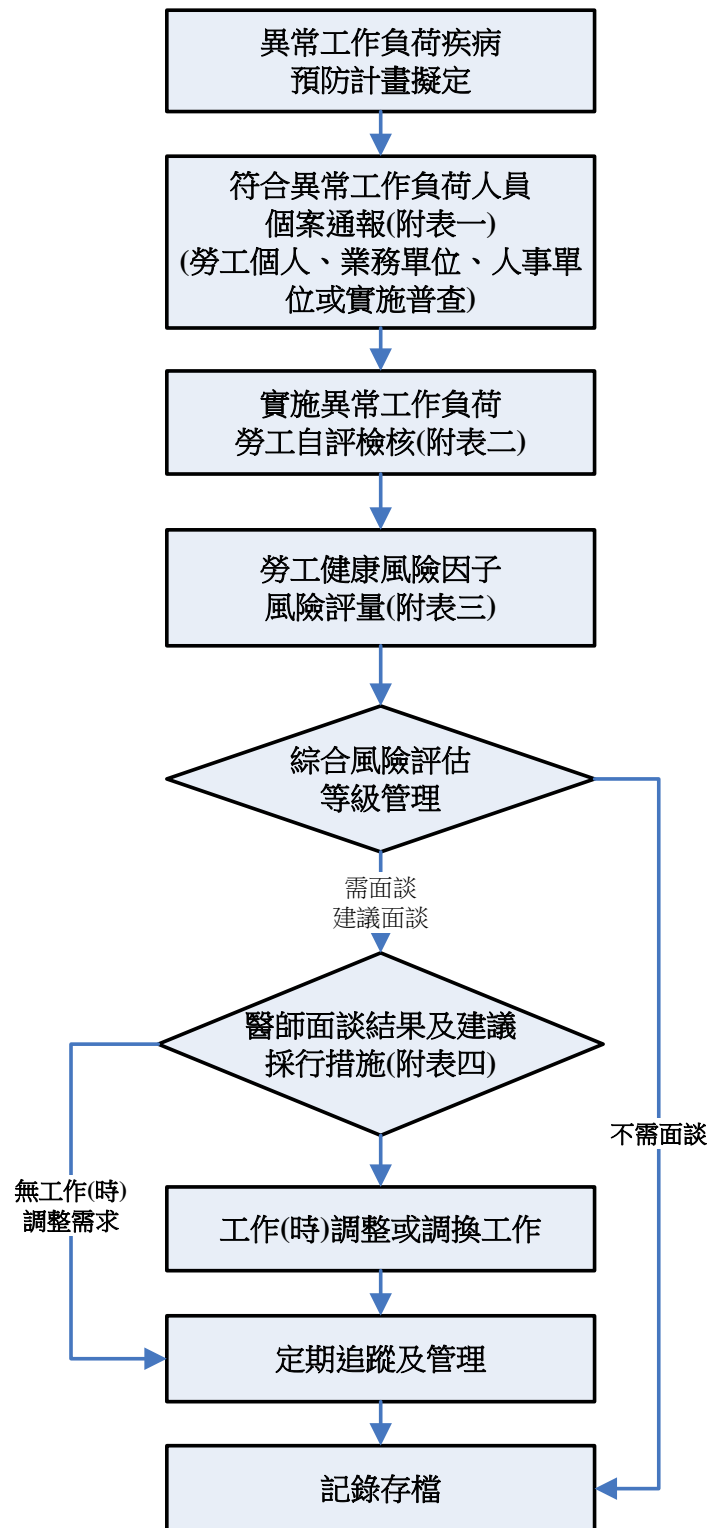 異常工作負荷疾病
預防計畫擬定
符合異常工作負荷人員
個案通報(附表一)
(勞工個人、業務單位、人事單
位或實施普查)
實施異常工作負荷
勞工自評檢核(附表二)
勞工健康風險因子
風險評量(附表三)
綜合風險評估
等級管理
需面談
建議面談
醫師面談結果及建議
採行措施(附表四)
不需面談
無工作(時)
調整需求
工作(時)調整或調換工作
定期追蹤及管理
記錄存檔